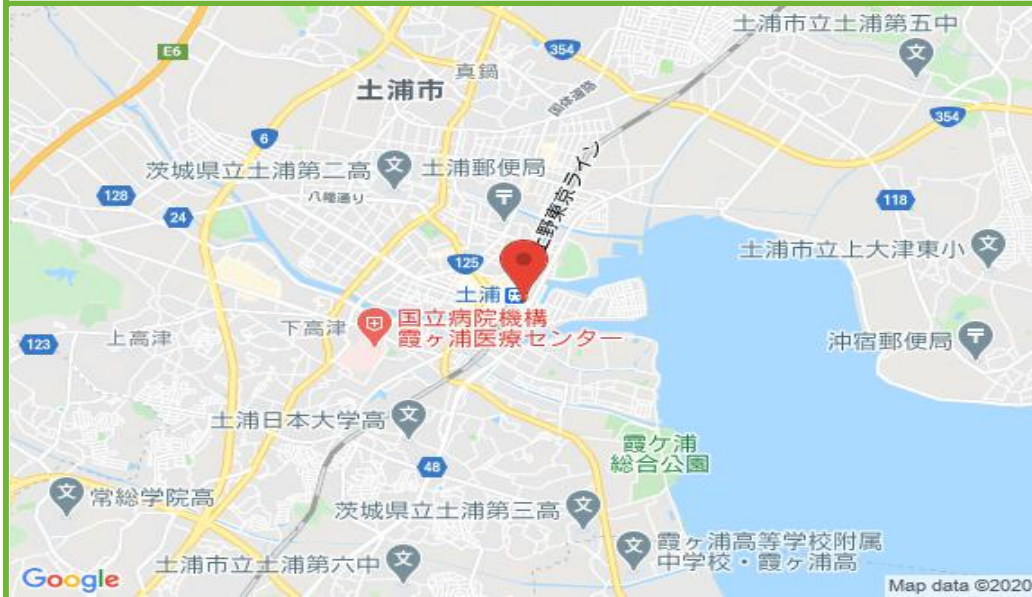 土浦市立土浦第五中
E6
354
真鍋
土浦市
国体道路
354
6
茨城県立土浦第二高
土浦郵便局
上野東京ライン
128
八幡通り
118
24
土浦市立上大津東小
125
土浦
国立病院機構
霞ヶ浦医療センター
下高津
上高津
123
沖宿郵便局
土浦日本大学高
霞ケ浦
総合公園
48
常総学院高
茨城県立土浦第三高
霞ヶ浦高等学校附属
中学校・霞ヶ浦高
土浦市立土浦第六中
Google
Map data ©2020